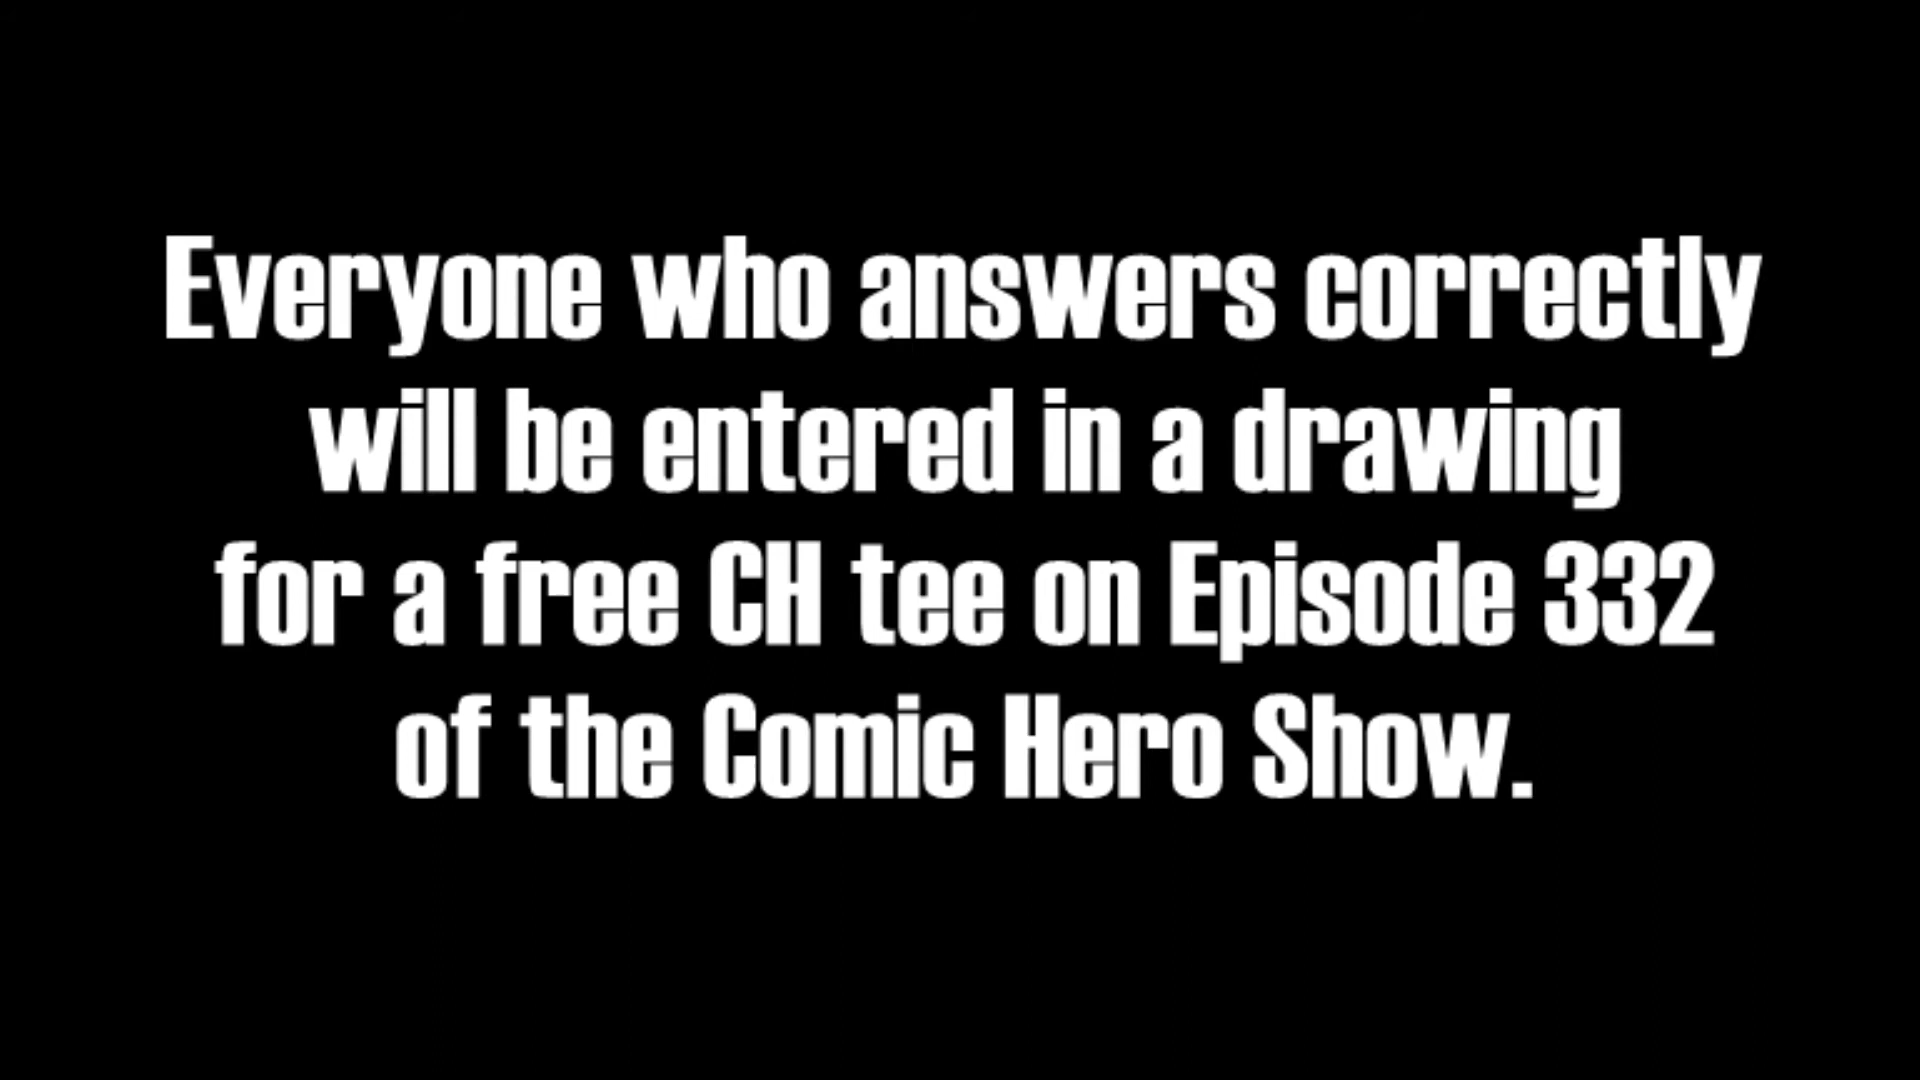 Everyone who answers correctly
will be entered in a drawing
for a free CH tee on Episode 332
of the Comic Hero Show.